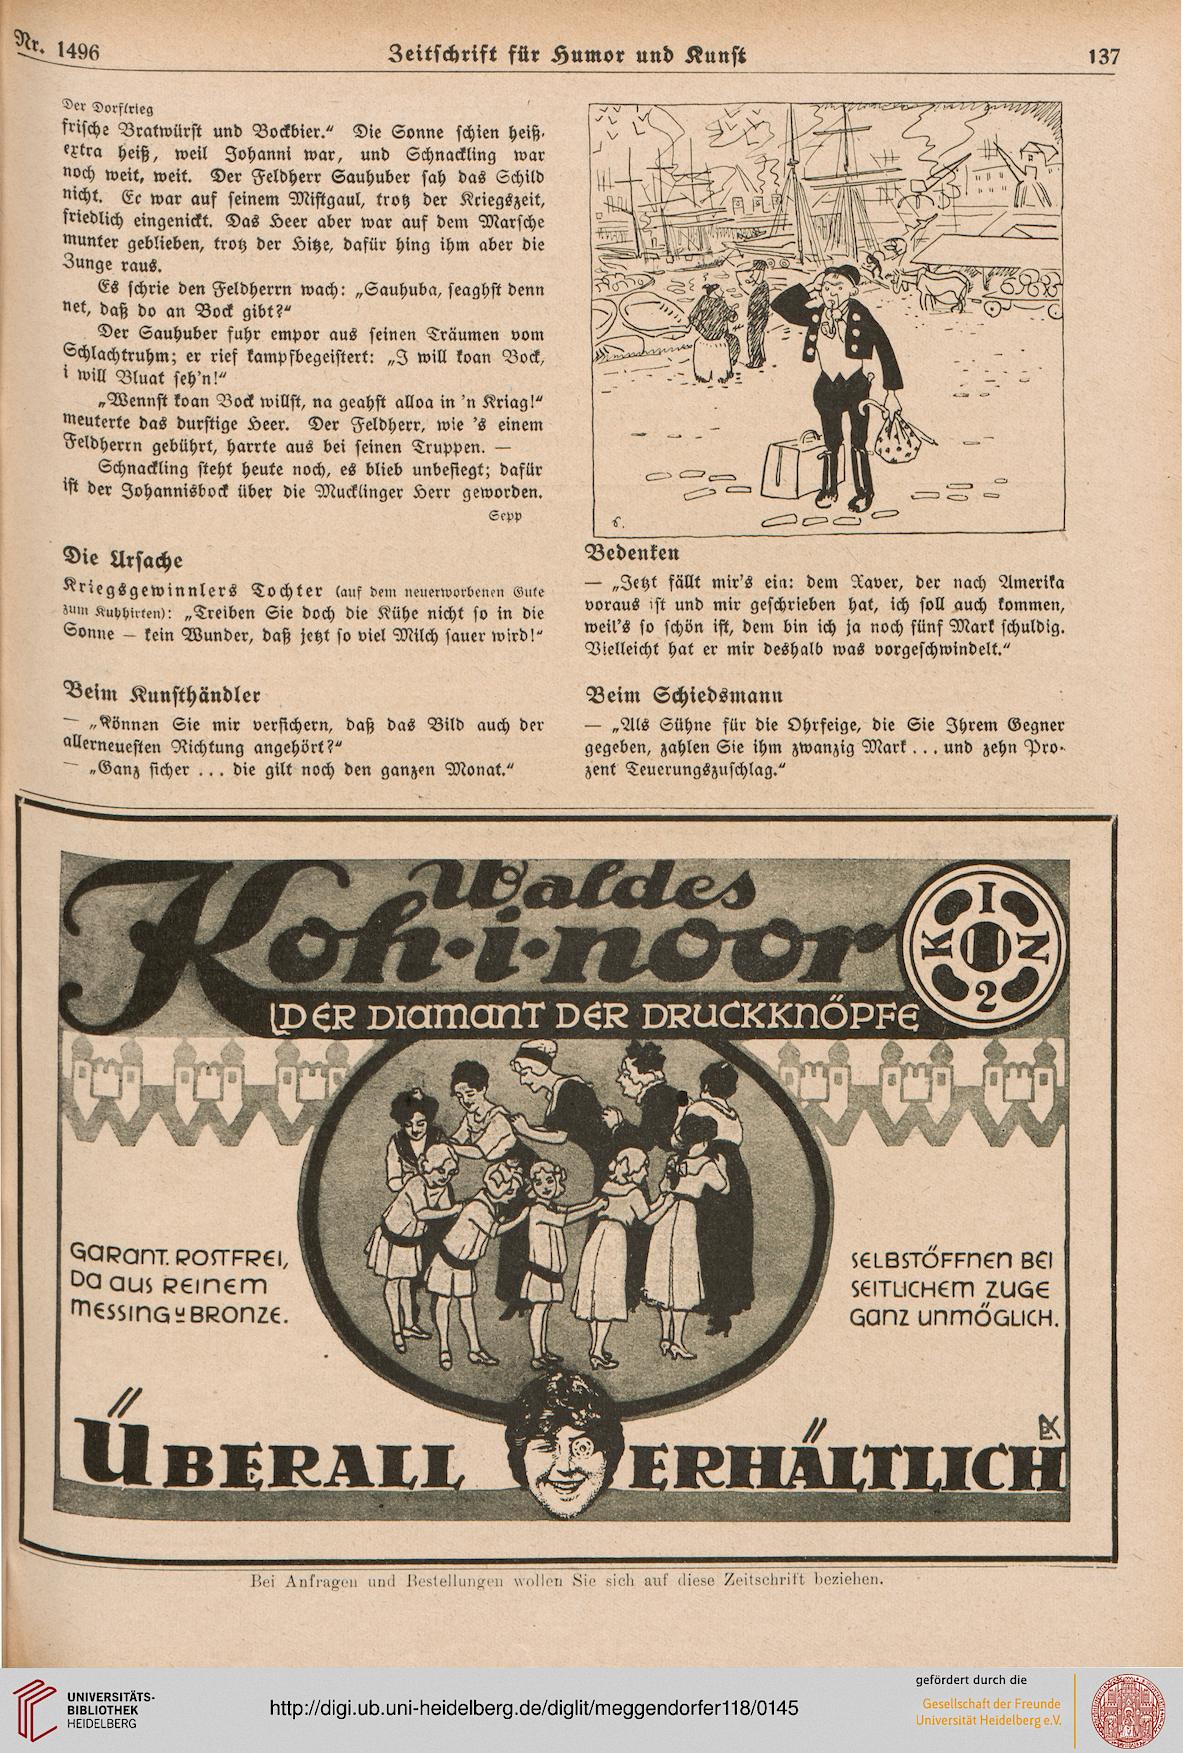 Nr. 1496
Zeitschrift für Humor und Kunst
137
Der Dorfkrieg
frische Bratwürst und Bockbier.“ Die Sonne schien heiß,
extra heiß, weil Johanni war, und Schnackling war
noch weit, weit. Der Feldherr Sauhuber sah das Schild
nicht. Er war auf seinem Mistgaul, trotz der Kriegszeit,
friedlich eingenickt. Das Heer aber war auf dem Marsche
munter geblieben, trotz der Hitze, dafür hing ihm aber die
Zunge raus.
Es schrie den Feldherrn wach: „Sauhuba, seaghst denn
net, daß do an Bock gibt?“
Der Sauhuber fuhr empor aus seinen Träumen vom
Schlachtruhm; er rief kampfbegeistert: „I will koan Bock,
i will Bluat seh'n!“
„Wennst koan Bock willst, na geahst alloa in 'n Kriag!“
meuterte das durstige Heer. Der Feldherr, wie 's einem
Feldherrn gebührt, harrte aus bei seinen Truppen. —
Schnackling steht heute noch, es blieb unbesiegt; dafür
ist der Johannisbock über die Mucklinger Herr geworden.
Sepp
Die Ursache
Kriegsgewinnlers Tochter (auf dem neuerworbenen Gute
zum Kuhhirten): „Treiben Sie doch die Kühe nicht so in die
Sonne — kein Wunder, daß jetzt so viel Milch sauer wird!“
Beim Kunsthändler
— „Können Sie mir versichern, daß das Bild auch der
allerneuesten Richtung angehört?“
— „Ganz sicher ... die gilt noch den ganzen Monat.“
Bedenken
— „Jetzt fällt mir's ein: dem Xaver, der nach Amerika
voraus ist und mir geschrieben hat, ich soll auch kommen,
weil's so schön ist, dem bin ich ja noch fünf Mark schuldig.
Vielleicht hat er mir deshalb was vorgeschwindelt.“
Beim Schiedsmann
— „Als Sühne für die Ohrfeige, die Sie Ihrem Gegner
gegeben, zahlen Sie ihm zwanzig Mark ... und zehn Pro-
zent Teuerungszuschlag.“
Waldes
Koh-i-noor
DER DIAMANT DER DRUCKKNÖPFE
K I N 2
GARANT. ROSTFREI,
DA AUS REINEM
MESSING u BRONZE.
SELBSTÖFFNEN BEI
SEITLICHEM ZUGE
GANZ UNMÖGLICH.
ÜBERALL ERHÄLTLICH
Bei Anfragen und Bestellungen wollen Sie sich auf diese Zeitschrift beziehen.
UNIVERSITÄTS-
BIBLIOTHEK
HEIDELBERG
http://digi.ub.uni-heidelberg.de/diglit/meggendorfer118/0145
gefördert durch die
Gesellschaft der Freunde
Universität Heidelberg e.V.